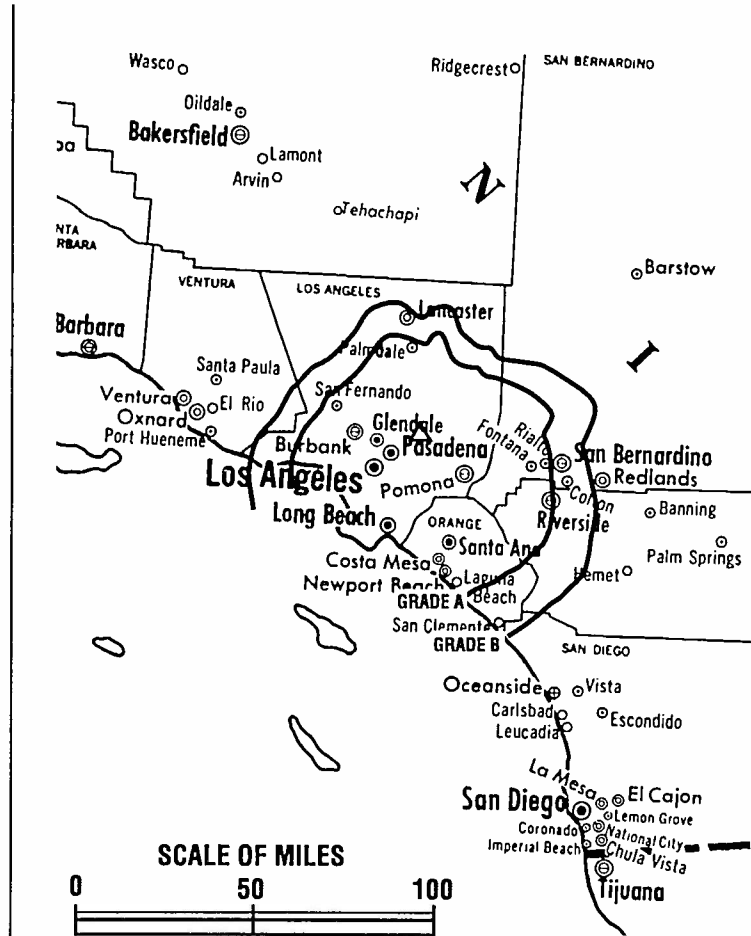 SAN BERNARDINO
Wasco
Ridgecrest
Oildale
Bakersfield
Lamont
Arvin
N
Tehachapi
VENTURA
LOS ANGELES
Barstow
Lancaster
Barbara
Palmdale
I
Santa Paula
San Fernando
Ventura
El Rio
Oxnard
Port Hueneme
Glendale
Burbank
Pasadena
Rialto
Fontana
San Bernardino
Los Angeles
Pomona
Redlands
Colton
Riverside
Long Beach
ORANGE
Banning
Santa Ana
Palm Springs
Costa Mesa
Hemet
Newport Beach
Laguna
Beach
GRADE A
San Clemente
GRADE B
SAN DIEGO
Oceanside
Vista
Carlsbad
Escondido
Leucadia
La Mesa
El Cajon
San Diego
Lemon Grove
Coronado
National City
Imperial Beach
Chula Vista
Tijuana
SCALE OF MILES
0 50 100